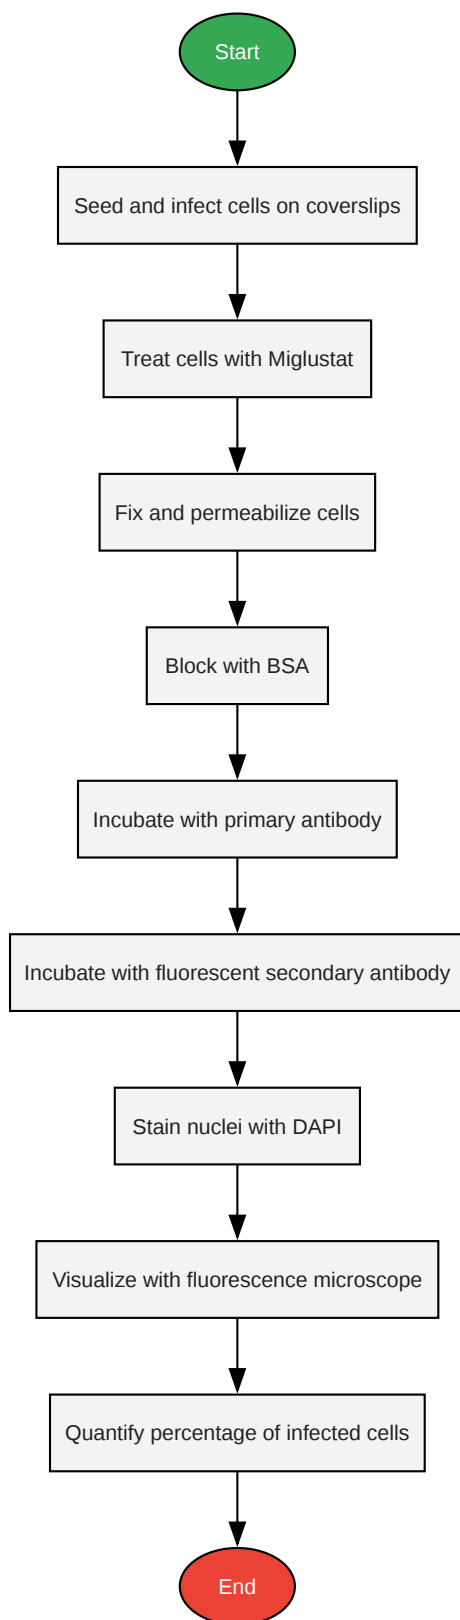 Start
Seed and infect cells on coverslips
Treat cells with Miglustat
Fix and permeabilize cells
Block with BSA
Incubate with primary antibody
Incubate with fluorescent secondary antibody
Stain nuclei with DAPI
Visualize with fluorescence microscope
Quantify percentage of infected cells
End